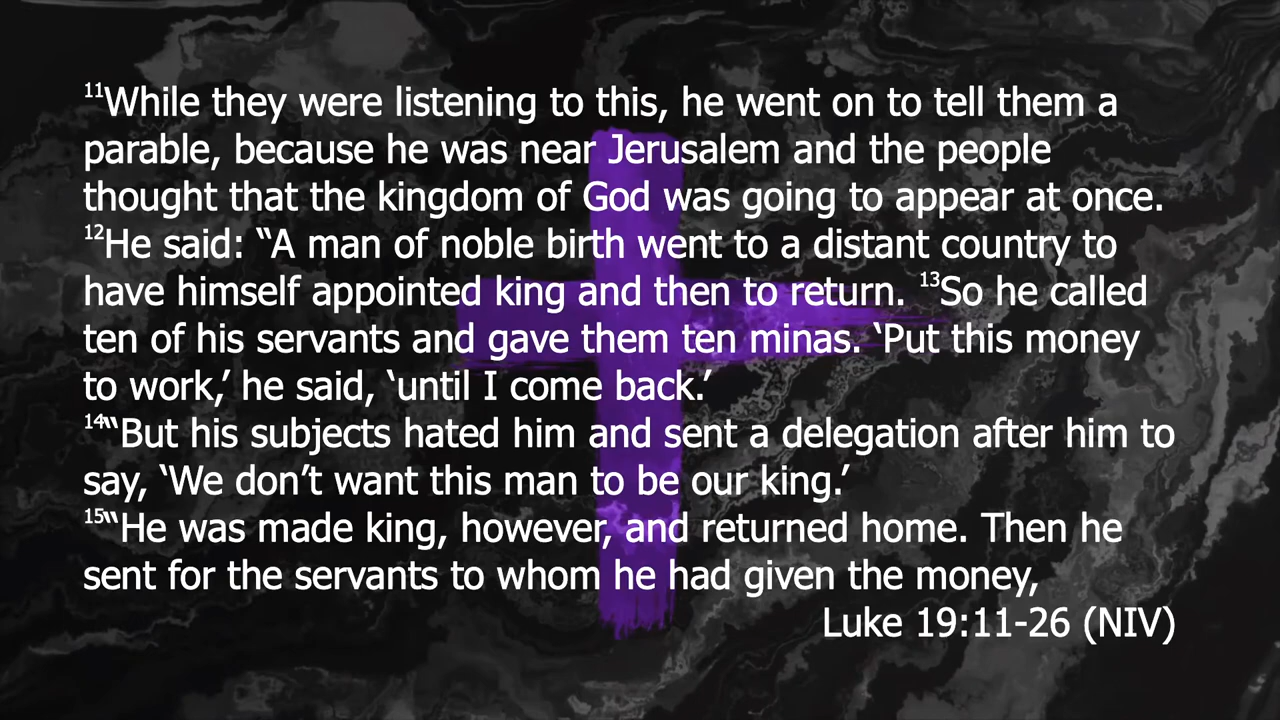 ¹¹While they were listening to this, he went on to tell them a
parable, because he was near Jerusalem and the people
thought that the kingdom of God was going to appear at once.
¹²He said: “A man of noble birth went to a distant country to
have himself appointed king and then to return. ¹³So he called
ten of his servants and gave them ten minas. ‘Put this money
to work,’ he said, ‘until I come back.’
¹⁴“But his subjects hated him and sent a delegation after him to
say, ‘We don’t want this man to be our king.’
¹⁵“He was made king, however, and returned home. Then he
sent for the servants to whom he had given the money,
Luke 19:11-26 (NIV)